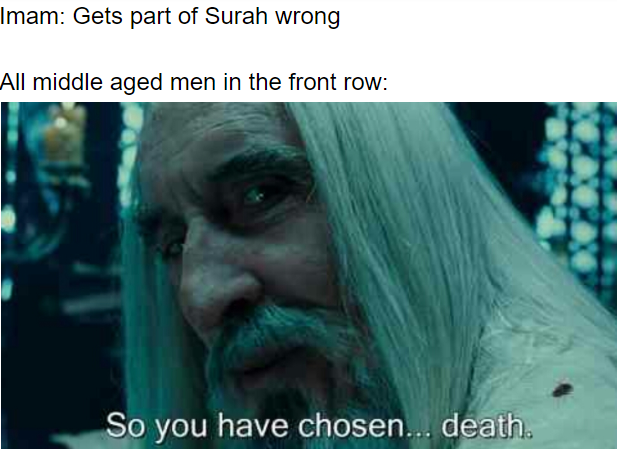 Imam: Gets part of Surah wrong
All middle aged men in the front row:
So you have chosen... death.